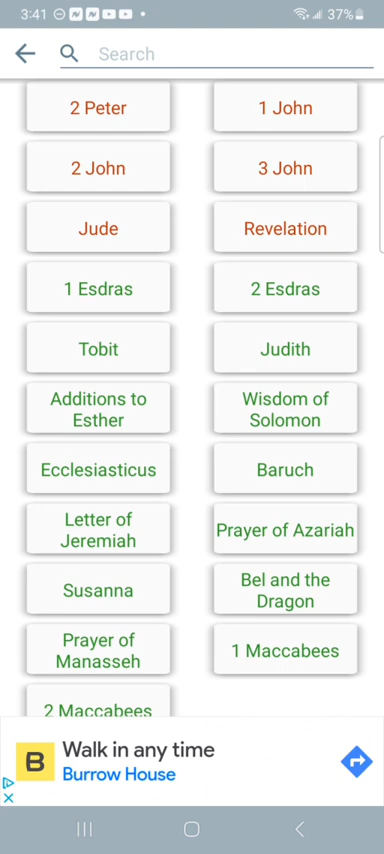 3:41
37%
Search
2 Peter
1 John
2 John
3 John
Jude
Revelation
1 Esdras
2 Esdras
Tobit
Judith
Additions to
Esther
Wisdom of
Solomon
Ecclesiasticus
Baruch
Letter of
Jeremiah
Prayer of Azariah
Susanna
Bel and the
Dragon
Prayer of
Manasseh
1 Maccabees
2 Maccabees
B
Walk in any time
Burrow House